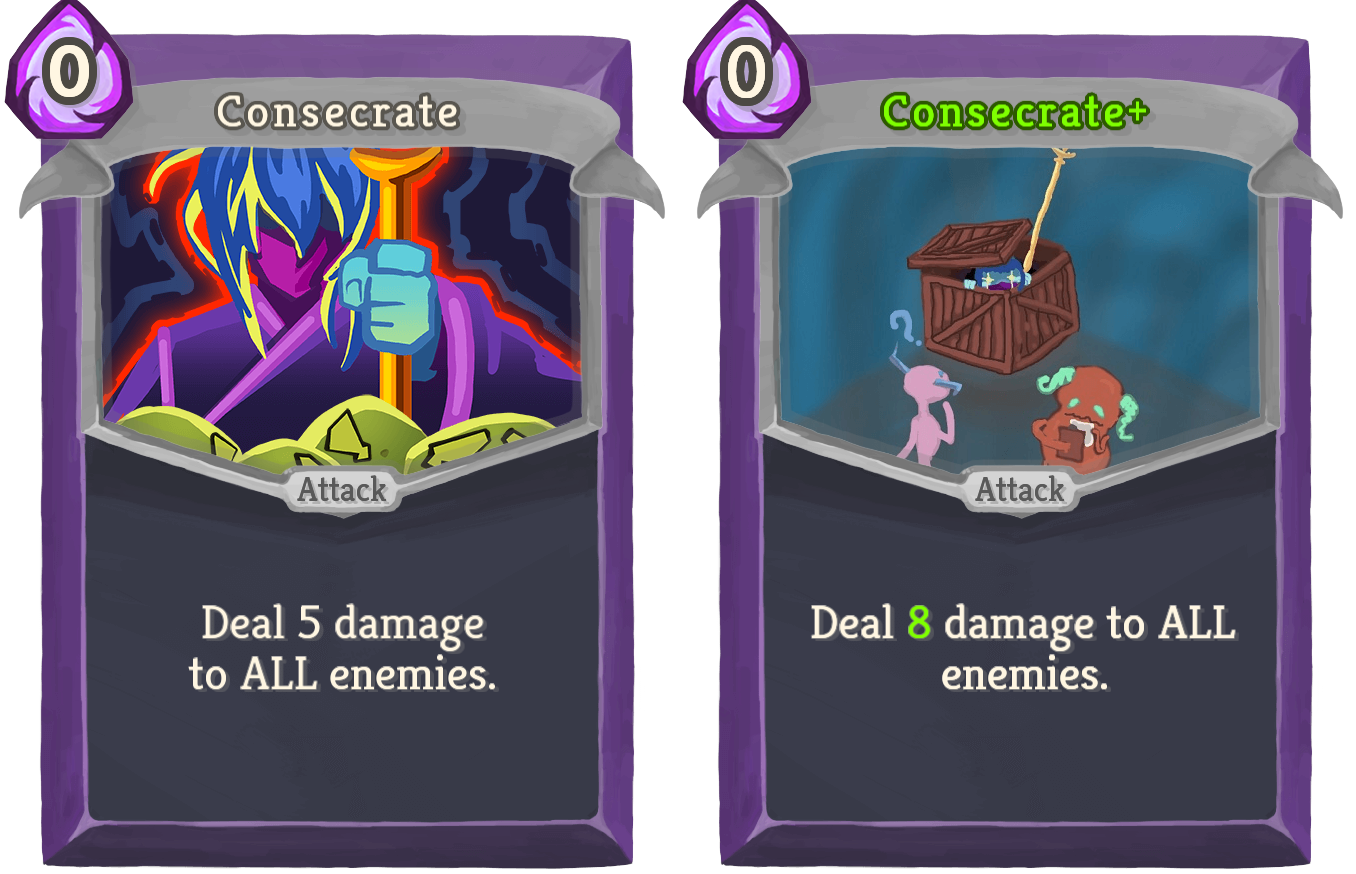 0
Consecrate
Attack
Deal 5 damage
to ALL enemies.
0
Consecrate+
?
Attack
Deal 8 damage to ALL
enemies.